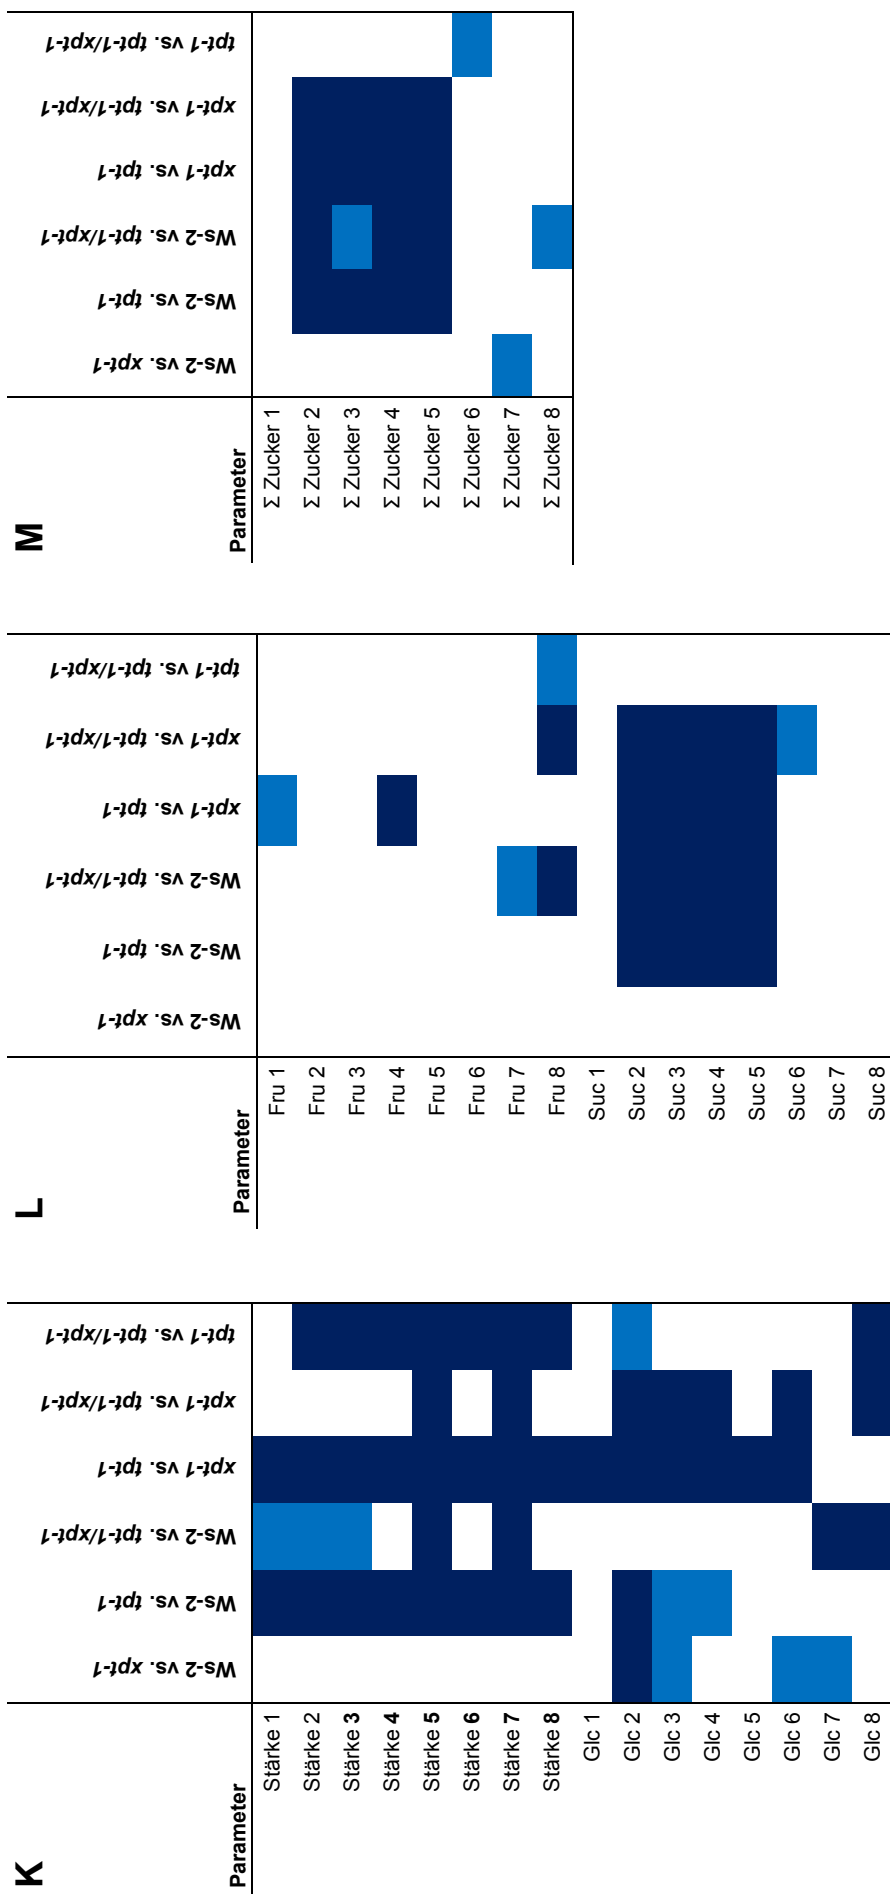 K
Parameter
Ws-2 vs. xpt-1
Ws-2 vs. tpt-1
Ws-2 vs. tpt-1/xpt-1
xpt-1 vs. tpt-1
xpt-1 vs. tpt-1/xpt-1
tpt-1 vs. tpt-1/xpt-1
Stärke 1
Stärke 2
Stärke 3
Stärke 4
Stärke 5
Stärke 6
Stärke 7
Stärke 8
Glc 1
Glc 2
Glc 3
Glc 4
Glc 5
Glc 6
Glc 7
Glc 8
L
Parameter
Ws-2 vs. xpt-1
Ws-2 vs. tpt-1
Ws-2 vs. tpt-1/xpt-1
xpt-1 vs. tpt-1
xpt-1 vs. tpt-1/xpt-1
tpt-1 vs. tpt-1/xpt-1
Fru 1
Fru 2
Fru 3
Fru 4
Fru 5
Fru 6
Fru 7
Fru 8
Suc 1
Suc 2
Suc 3
Suc 4
Suc 5
Suc 6
Suc 7
Suc 8
M
Parameter
Ws-2 vs. xpt-1
Ws-2 vs. tpt-1
Ws-2 vs. tpt-1/xpt-1
xpt-1 vs. tpt-1
xpt-1 vs. tpt-1/xpt-1
tpt-1 vs. tpt-1/xpt-1
Σ Zucker 1
Σ Zucker 2
Σ Zucker 3
Σ Zucker 4
Σ Zucker 5
Σ Zucker 6
Σ Zucker 7
Σ Zucker 8